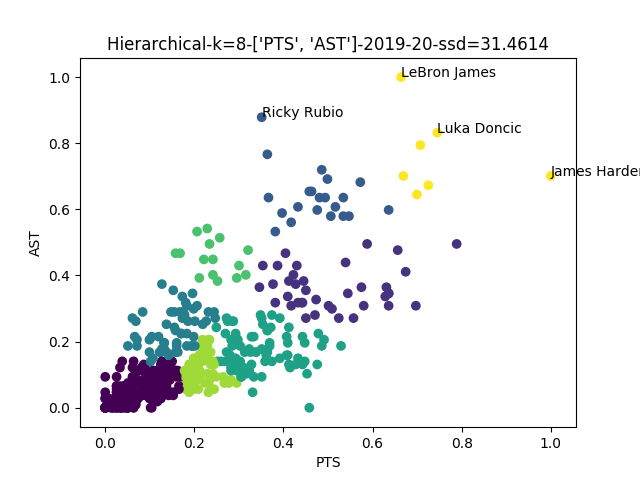 Hierarchical-k=8-['PTS', 'AST']-2019-20-ssd=31.4614
LeBron James
Ricky Rubio
Luka Doncic
James Harden
AST
1.0
0.8
0.6
0.4
0.2
0.0
0.0 0.2 0.4 0.6 0.8 1.0
PTS